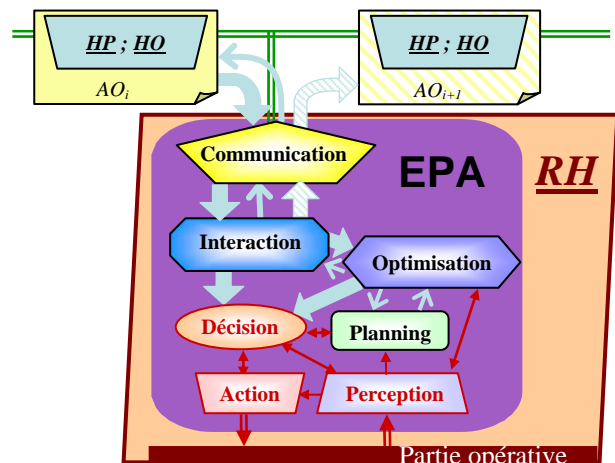 HP ; HO
HP ; HO
AOi
AOi+1
Communication
EPA
RH
Interaction
Optimisation
Décision
Planning
Action
Perception
Partie opérative